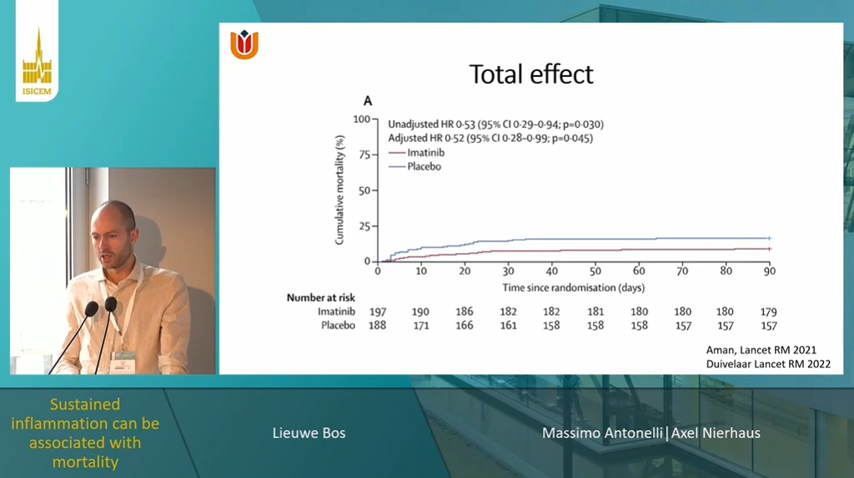 ISICEM
Total effect
A
Unadjusted HR 0·53 (95% CI 0·29–0·94; p=0·030)
Adjusted HR 0·52 (95% CI 0·28–0·99; p=0·045)
Imatinib
Placebo
Cumulative mortality (%)
100
75
50
25
0
0 10 20 30 40 50 60 70 80 90
Time since randomisation (days)
Number at risk
Imatinib 197 190 186 182 182 181 180 180 180 179
Placebo 188 171 166 161 158 158 158 157 157 157
Aman, Lancet RM 2021
Duivelaar Lancet RM 2022
Sustained
inflammation can be
associated with
mortality
Lieuwe Bos
Massimo Antonelli|Axel Nierhaus